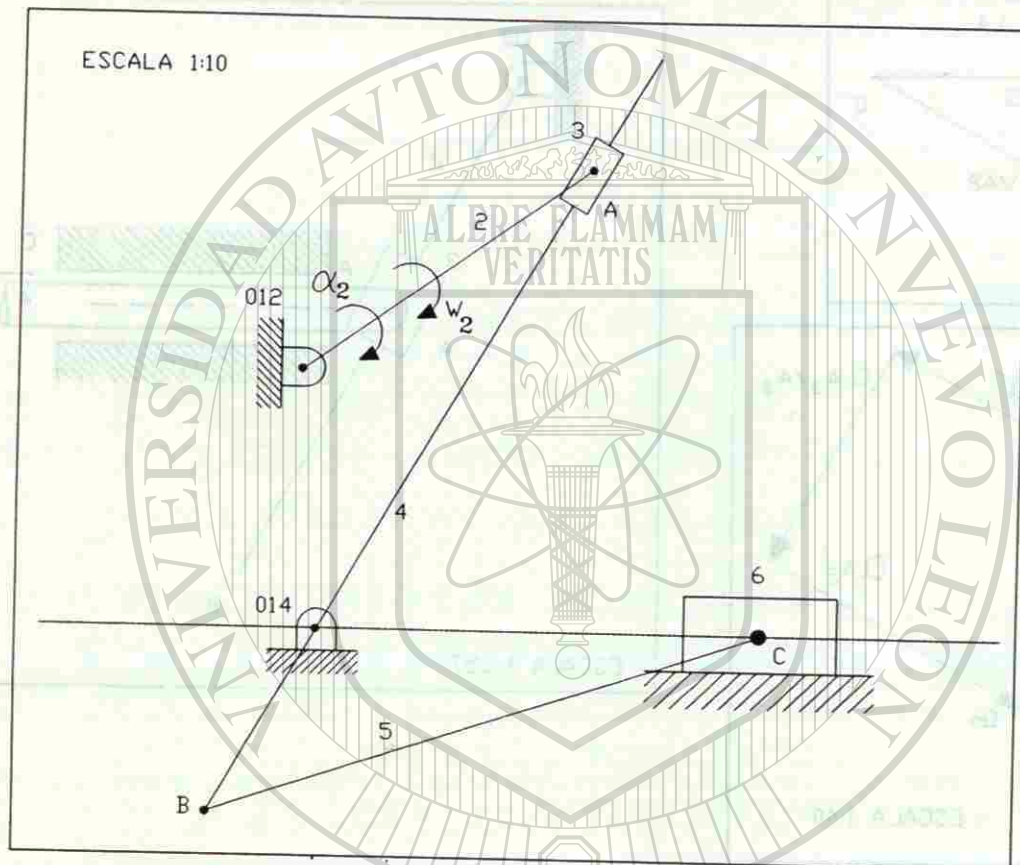 ESCALA 1:10
UNIVERSIDAD AVTONOMA D NVEVO LEON
ALERE FLAMMAM
VERITATIS
3
A
2
α2
W2
012
4
014
6
C
5
B